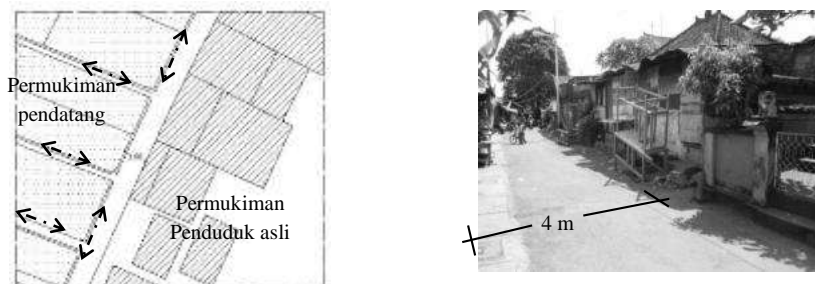 Permukiman
pendatang
Permukiman
Penduduk asli
4 m